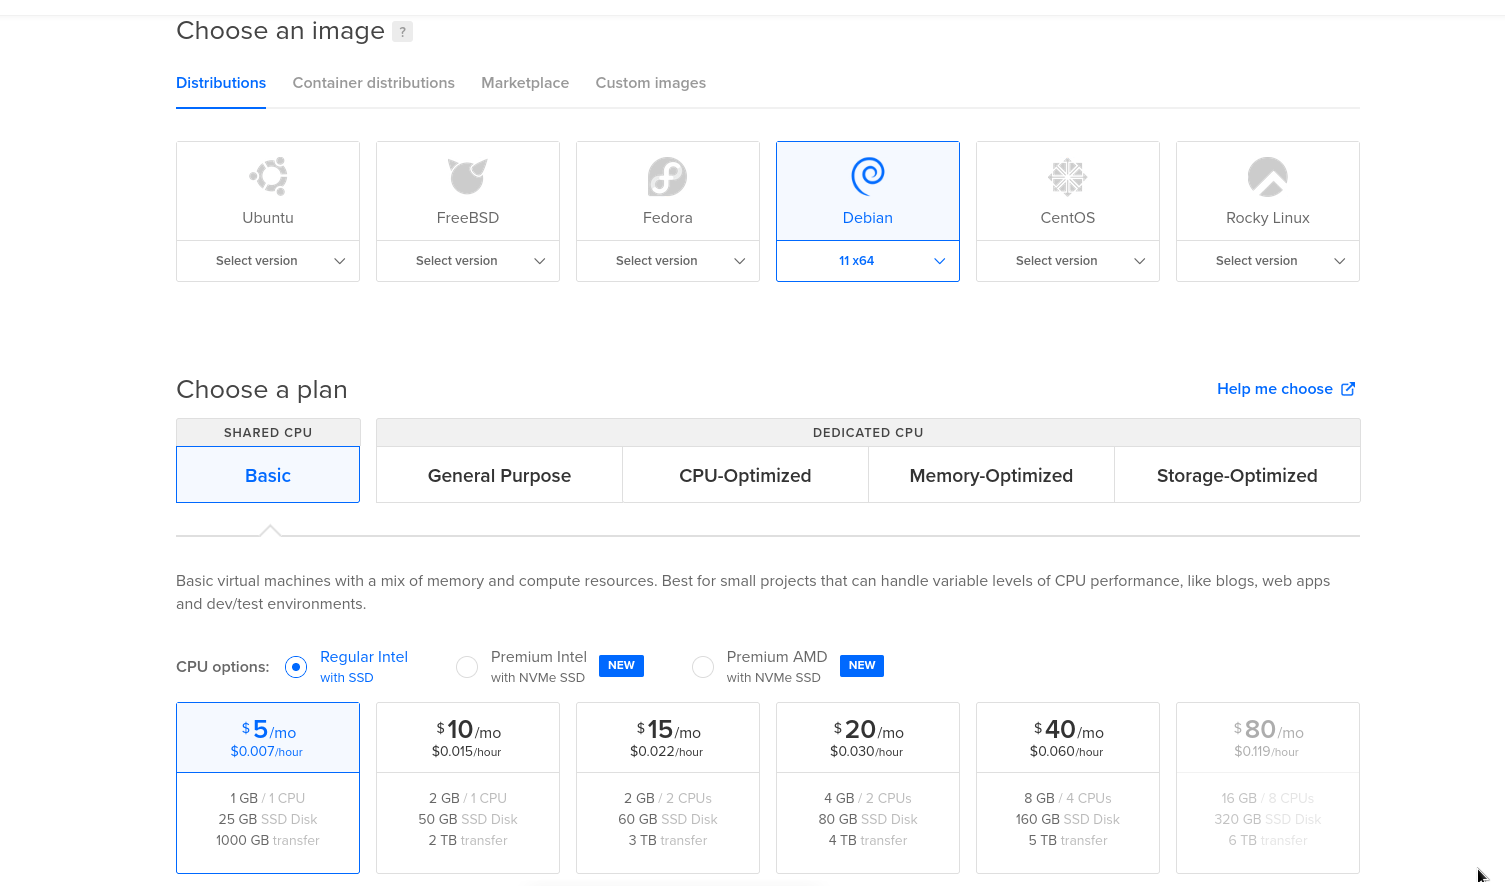 Choose an image ?
Distributions Container distributions Marketplace Custom images
Ubuntu FreeBSD Fedora Debian CentOS Rocky Linux
Select version Select version Select version 11 x64 Select version Select version
Choose a plan Help me choose
SHARED CPU DEDICATED CPU
Basic General Purpose CPU-Optimized Memory-Optimized Storage-Optimized
Basic virtual machines with a mix of memory and compute resources. Best for small projects that can handle variable levels of CPU performance, like blogs, web apps
and dev/test environments.
CPU options: Regular Intel Premium Intel NEW Premium AMD NEW
with SSD with NVMe SSD with NVMe SSD
$5/mo $10/mo $15/mo $20/mo $40/mo $80/mo
$0.007/hour $0.015/hour $0.022/hour $0.030/hour $0.060/hour $0.119/hour
1 GB / 1 CPU 2 GB / 1 CPU 2 GB / 2 CPUs 4 GB / 2 CPUs 8 GB / 4 CPUs 16 GB / 8 CPUs
25 GB SSD Disk 50 GB SSD Disk 60 GB SSD Disk 80 GB SSD Disk 160 GB SSD Disk 320 GB SSD Disk
1000 GB transfer 2 TB transfer 3 TB transfer 4 TB transfer 5 TB transfer 6 TB transfer